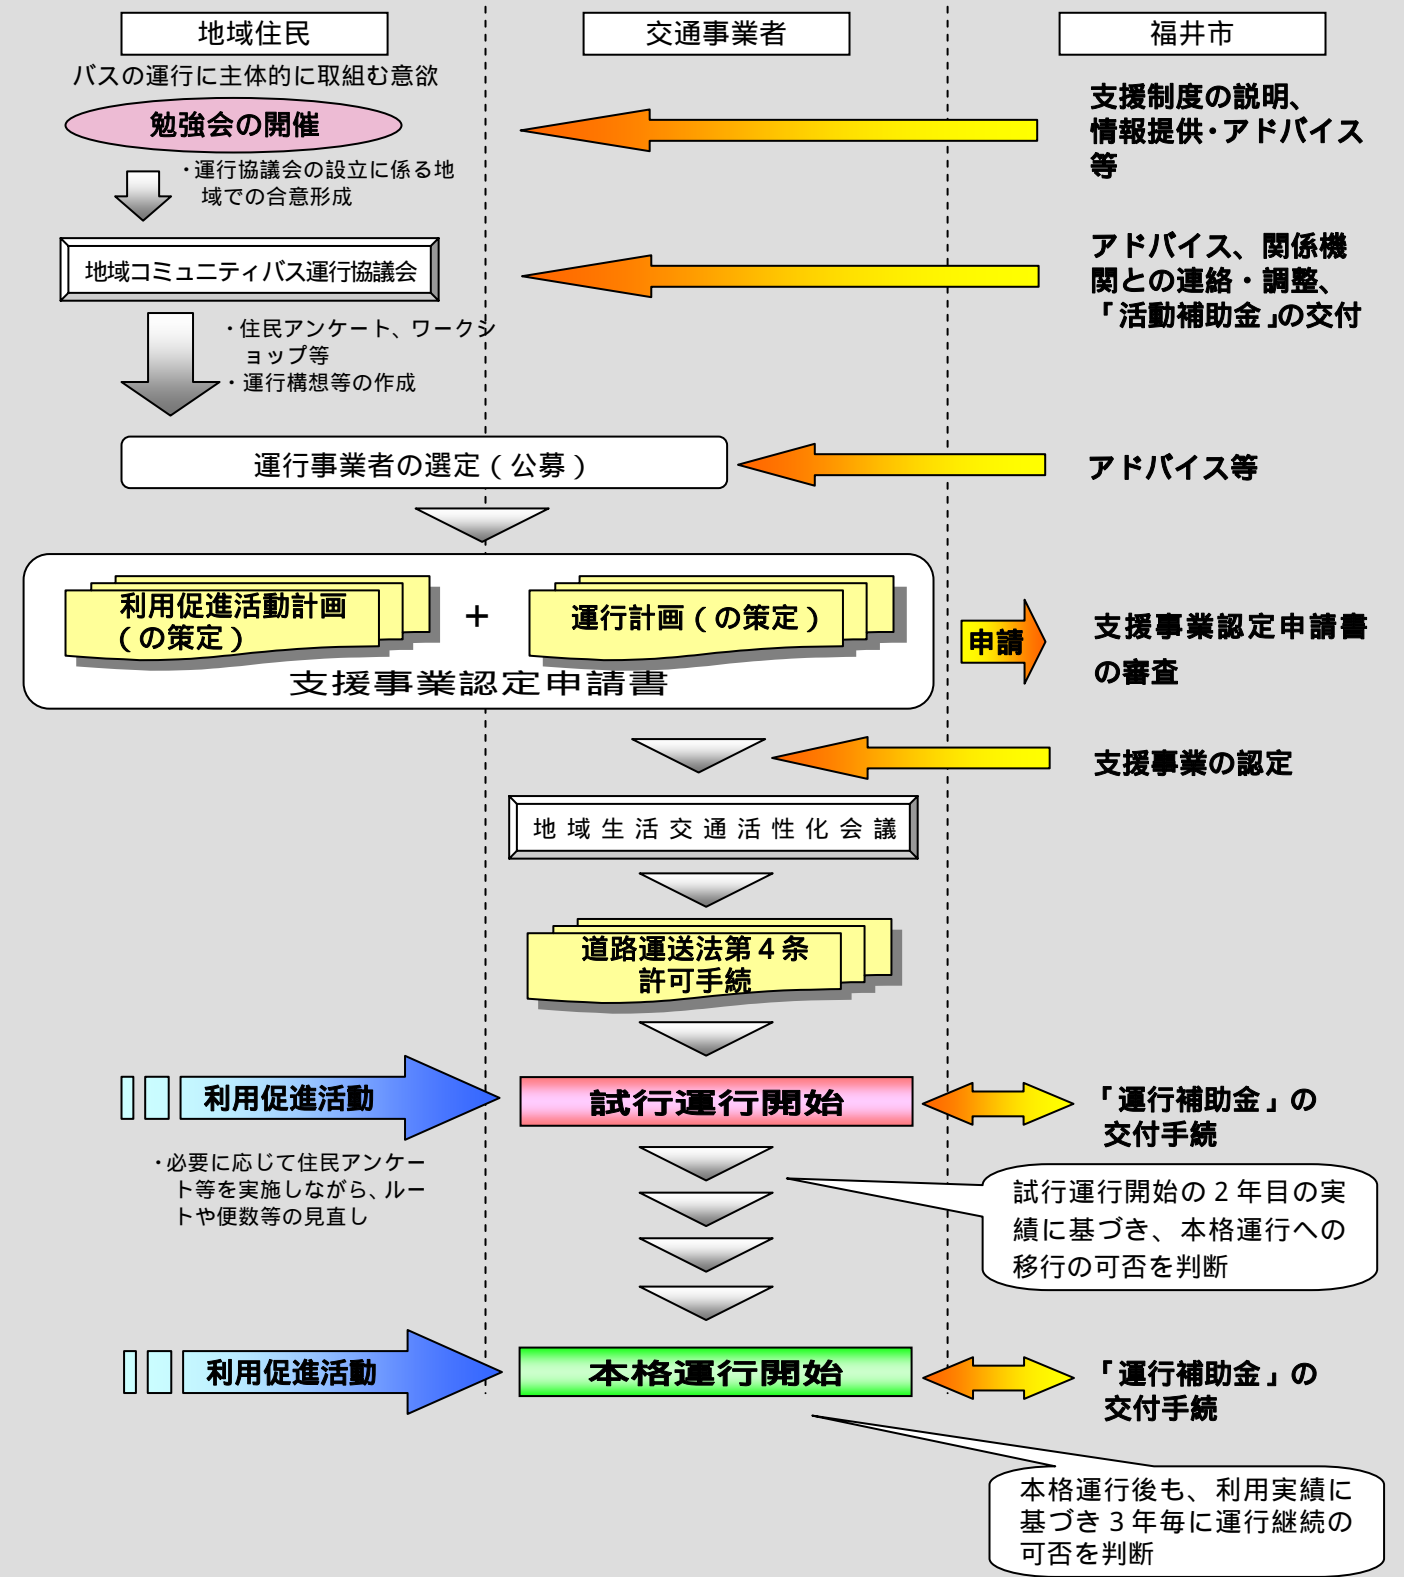 地域住民
交通事業者
福井市
バスの運行に主体的に取組む意欲
勉強会の開催
支援制度の説明、
情報提供・アドバイス
等
・運行協議会の設立に係る地
域での合意形成
地域コミュニティバス運行協議会
アドバイス、関係機
関との連絡・調整、
「活動補助金」の交付
・住民アンケート、ワークシ
ョップ等
・運行構想等の作成
運行事業者の選定（公募）
アドバイス等
利用促進活動計画
（の策定）
＋
運行計画（の策定）
支援事業認定申請書
申請
支援事業認定申請書
の審査
支援事業の認定
地域生活交通活性化会議
道路運送法第４条
許可手続
利用促進活動
試行運行開始
「運行補助金」の
交付手続
・必要に応じて住民アンケー
ト等を実施しながら、ルー
トや便数等の見直し
試行運行開始の２年目の実
績に基づき、本格運行への
移行の可否を判断
利用促進活動
本格運行開始
「運行補助金」の
交付手続
本格運行後も、利用実績に
基づき３年毎に運行継続の
可否を判断